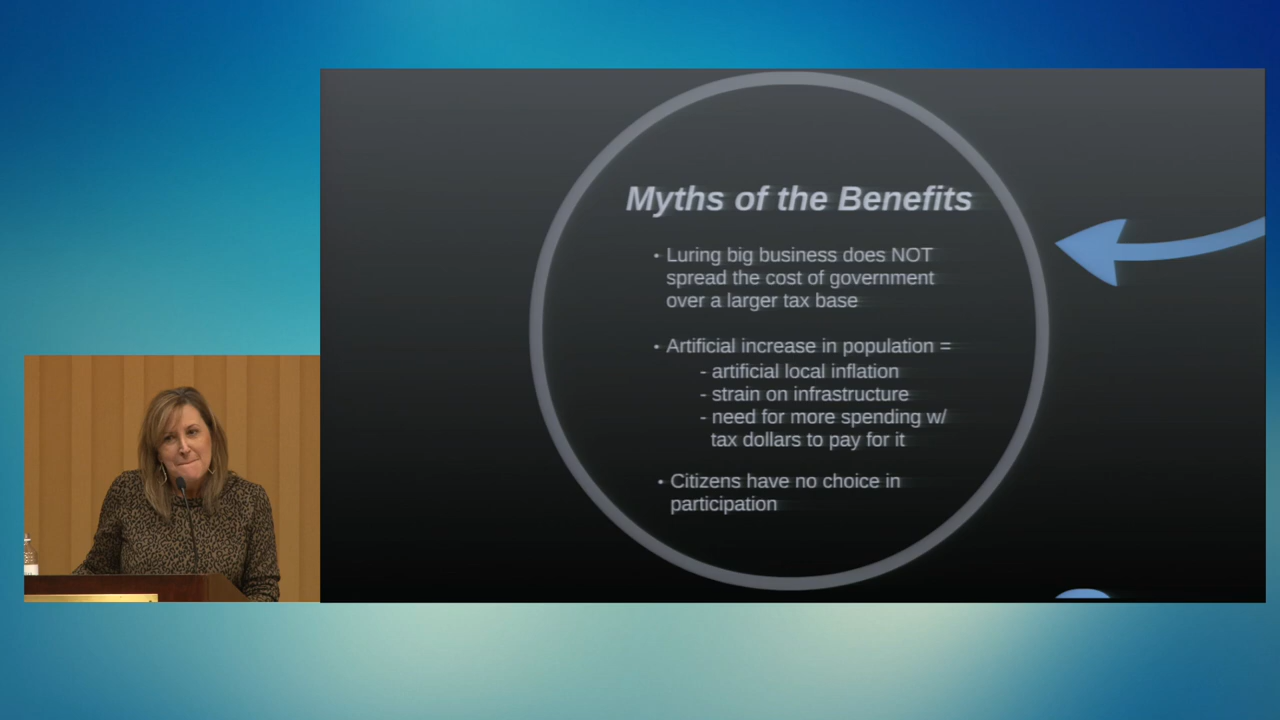 Myths of the Benefits
• Luring big business does NOT
spread the cost of government
over a larger tax base
• Artificial increase in population =
- artificial local inflation
- strain on infrastructure
- need for more spending w/
tax dollars to pay for it
• Citizens have no choice in
participation